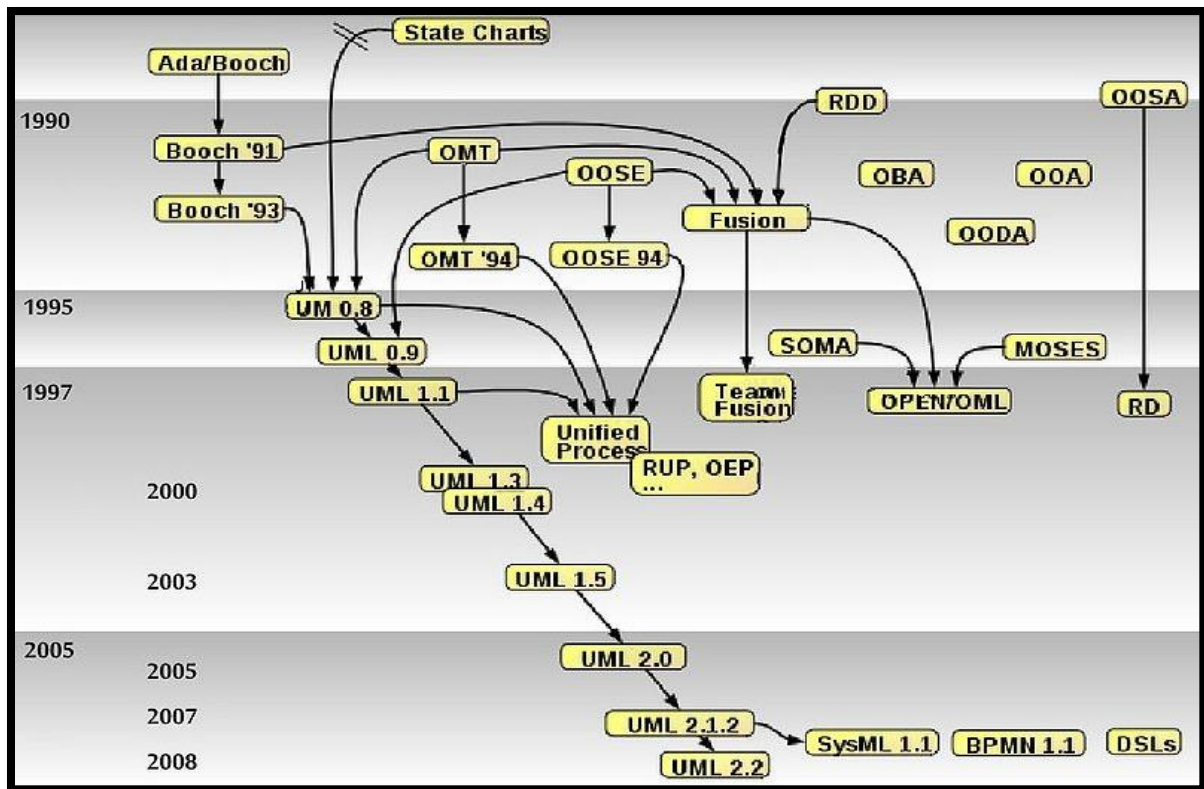 State Charts
Ada/Booch
OOSA
RDD
1990
Booch '91
OMT
OOSE
OBA
OOA
Booch '93
Fusion
OODA
OMT '94
OOSE 94
1995
UM 0.8
UML 0.9
SOMA
MOSES
1997
UML 1.1
Team
Fusion
OPEN/OML
RD
Unified
Process
RUP, OEP
...
UML 1.3
2000
UML 1.4
2003
UML 1.5
2005
UML 2.0
2005
2007
UML 2.1.2
SysML 1.1
BPMN 1.1
DSLs
2008
UML 2.2